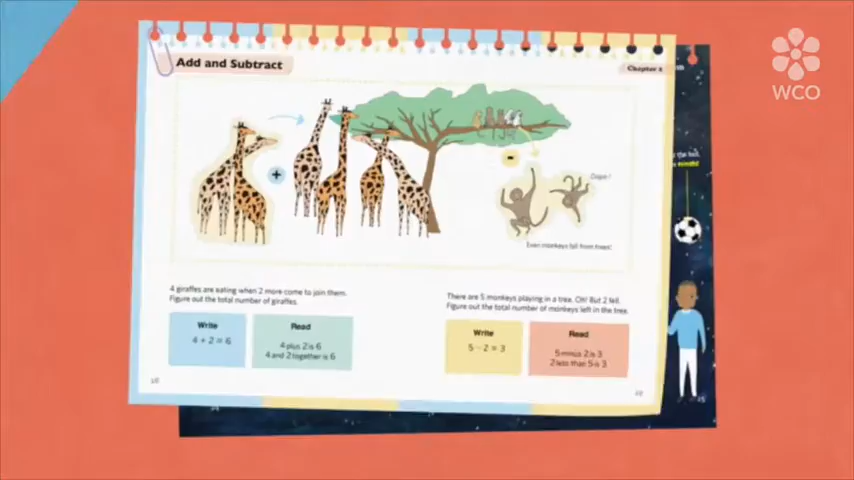 WCO
Add and Subtract
Chapter 2
+
-
Oops!
Even monkeys fall from trees!
4 giraffes are eating when 2 more come to join them.
Figure out the total number of giraffes.
There are 5 monkeys playing in a tree. Oh! But 2 fell.
Figure out the total number of monkeys left in the tree.
Write
4 + 2 = 6
Read
4 plus 2 is 6
4 and 2 together is 6
Write
5 - 2 = 3
Read
5 minus 2 is 3
2 less than 5 is 3
28
29
25